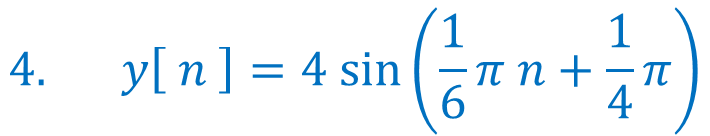 4. y[ n ] = 4 sin(1/6 π n + 1/4 π)